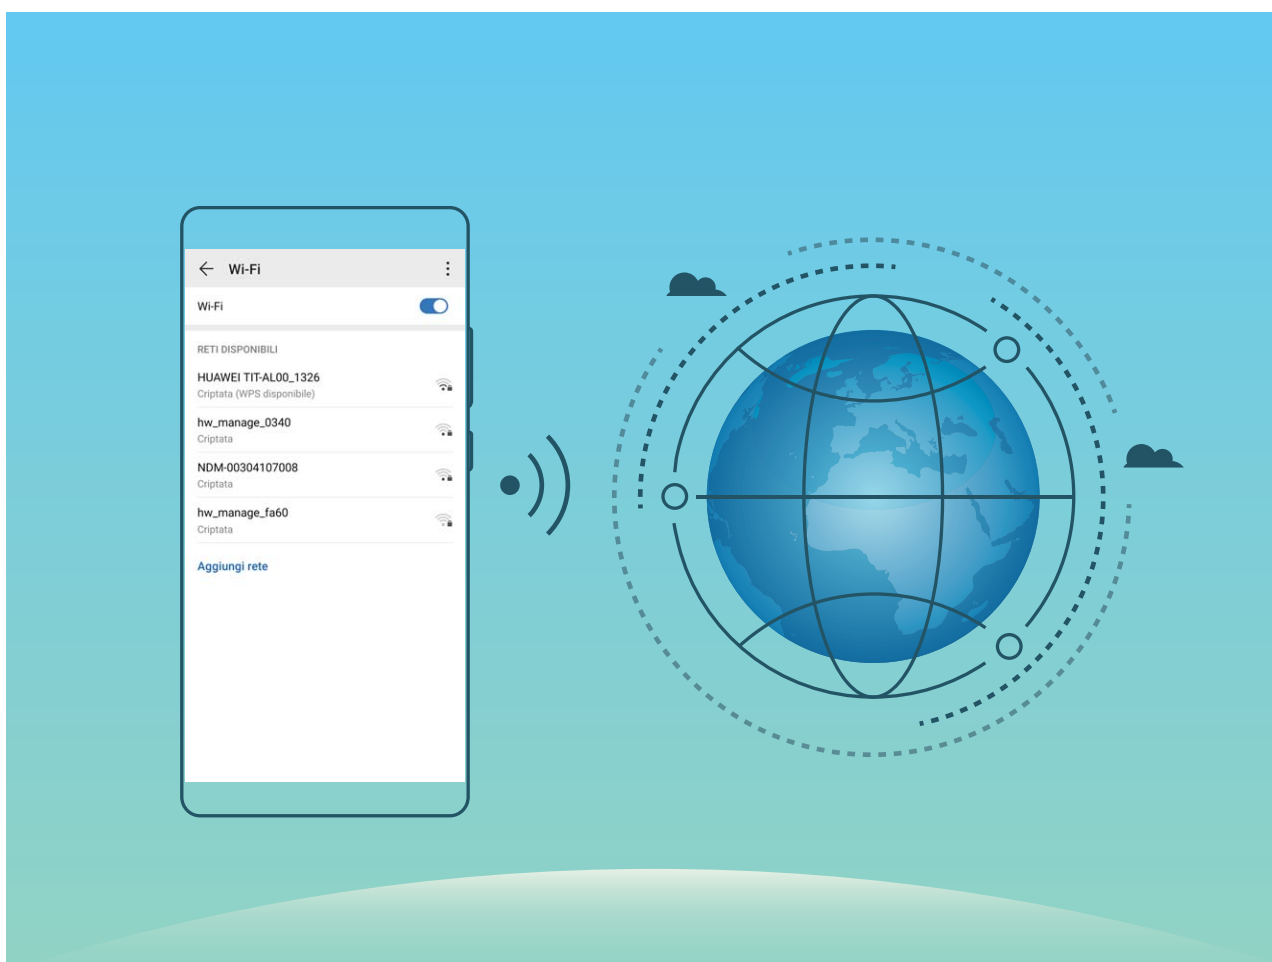 Wi-Fi
Wi-Fi
RETI DISPONIBILI
HUAWEI TIT-AL00_1326
Criptata (WPS disponibile)
hw_manage_0340
Criptata
NDM-00304107008
Criptata
hw_manage_fa60
Criptata
Aggiungi rete